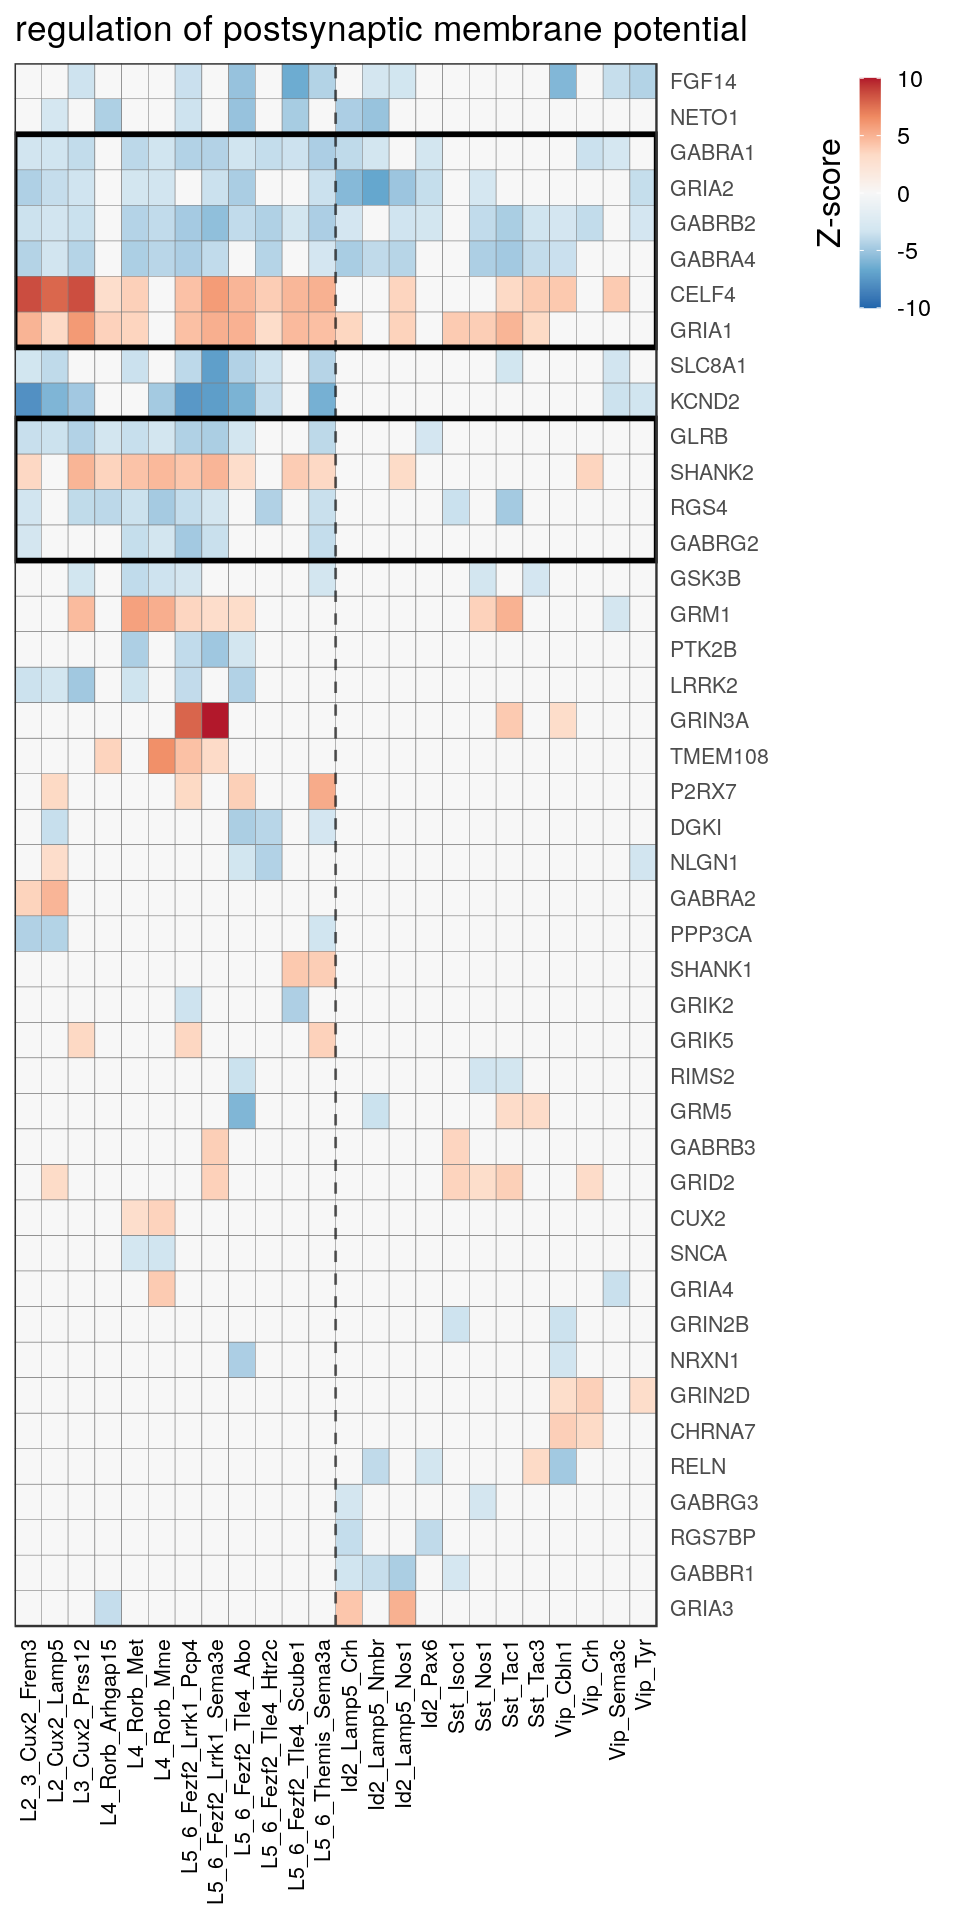 regulation of postsynaptic membrane potential
FGF14
NETO1
GABRA1
GRIA2
GABRB2
GABRA4
CELF4
GRIA1
SLC8A1
KCND2
GLRB
SHANK2
RGS4
GABRG2
GSK3B
GRM1
PTK2B
LRRK2
GRIN3A
TMEM108
P2RX7
DGKI
NLGN1
GABRA2
PPP3CA
SHANK1
GRIK2
GRIK5
RIMS2
GRM5
GABRB3
GRID2
CUX2
SNCA
GRIA4
GRIN2B
NRXN1
GRIN2D
CHRNA7
RELN
GABRG3
RGS7BP
GABBR1
GRIA3
Z-score
10
5
0
-5
-10
L2_3_Cux2_Frem3
L2_Cux2_Lamp5
L3_Cux2_Prss12
L4_Rorb_Arhgap15
L4_Rorb_Met
L4_Rorb_Mme
L5_6_Fezf2_Lrrk1_Pcp4
L5_6_Fezf2_Lrrk1_Sema3e
L5_6_Fezf2_Tle4_Abo
L5_6_Fezf2_Tle4_Htr2c
L5_6_Fezf2_Tle4_Scube1
L5_6_Themis_Sema3a
Id2_Lamp5_Crh
Id2_Lamp5_Nmbr
Id2_Lamp5_Nos1
Id2_Pax6
Sst_Isoc1
Sst_Nos1
Sst_Tac1
Sst_Tac3
Vip_Cbln1
Vip_Crh
Vip_Sema3c
Vip_Tyr